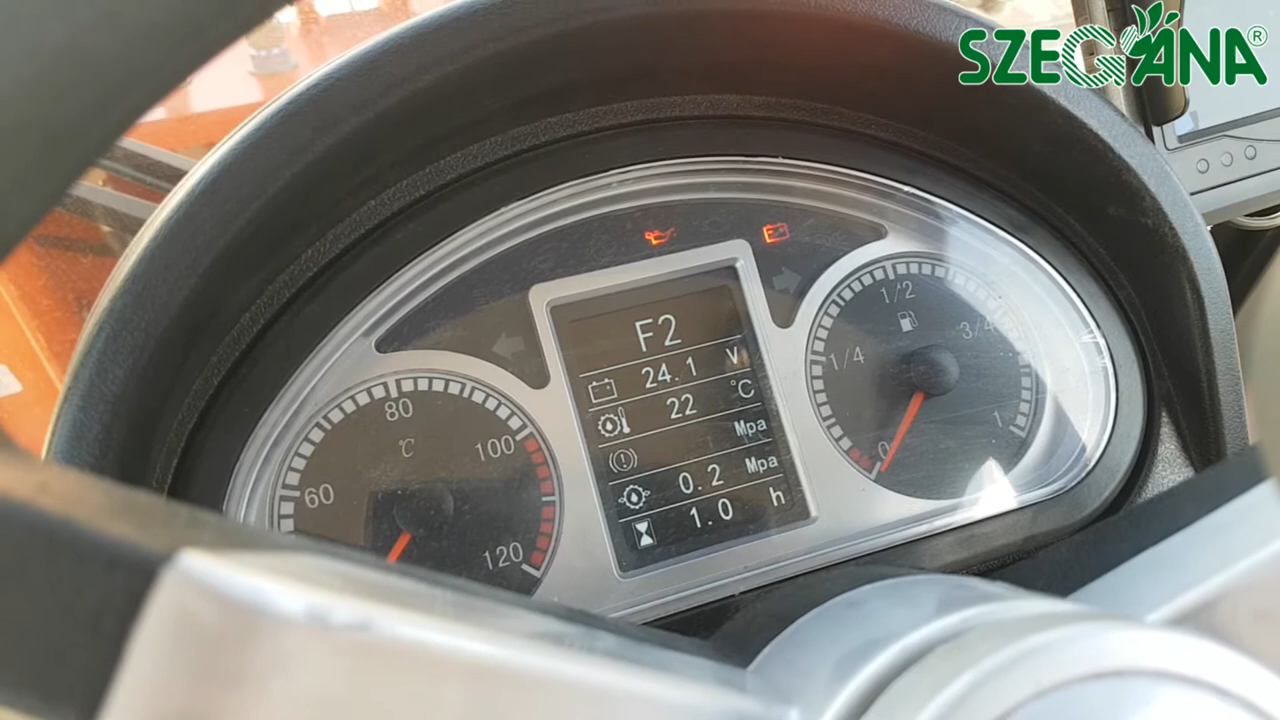 SZEGANA®
F2
24.1 V
22 °C
Mpa
0.2 Mpa
1.0 h
60
80
100
120
℃
0
1/4
1/2
3/4
1